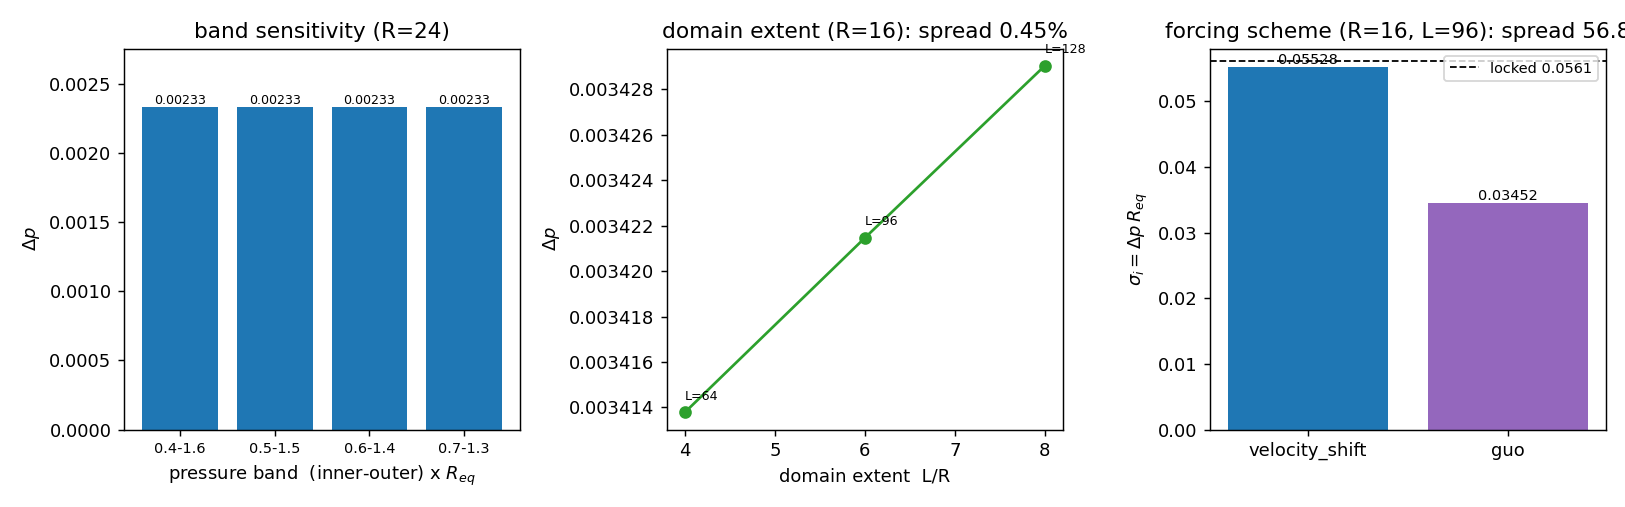 band sensitivity (R=24)
0.0025
0.0020
0.0015
0.0010
0.0005
0.0000
Δp
0.00233
0.00233
0.00233
0.00233
0.4-1.6
0.5-1.5
0.6-1.4
0.7-1.3
pressure band (inner-outer) x R_eq
domain extent (R=16): spread 0.45%
0.003428
0.003426
0.003424
0.003422
0.003420
0.003418
0.003416
0.003414
Δp
L=64
L=96
L=128
4
5
6
7
8
domain extent L/R
forcing scheme (R=16, L=96): spread 56.8
0.05
0.04
0.03
0.02
0.01
0.00
σ_i = Δp R_eq
0.05528
0.03452
locked 0.0561
velocity_shift
guo